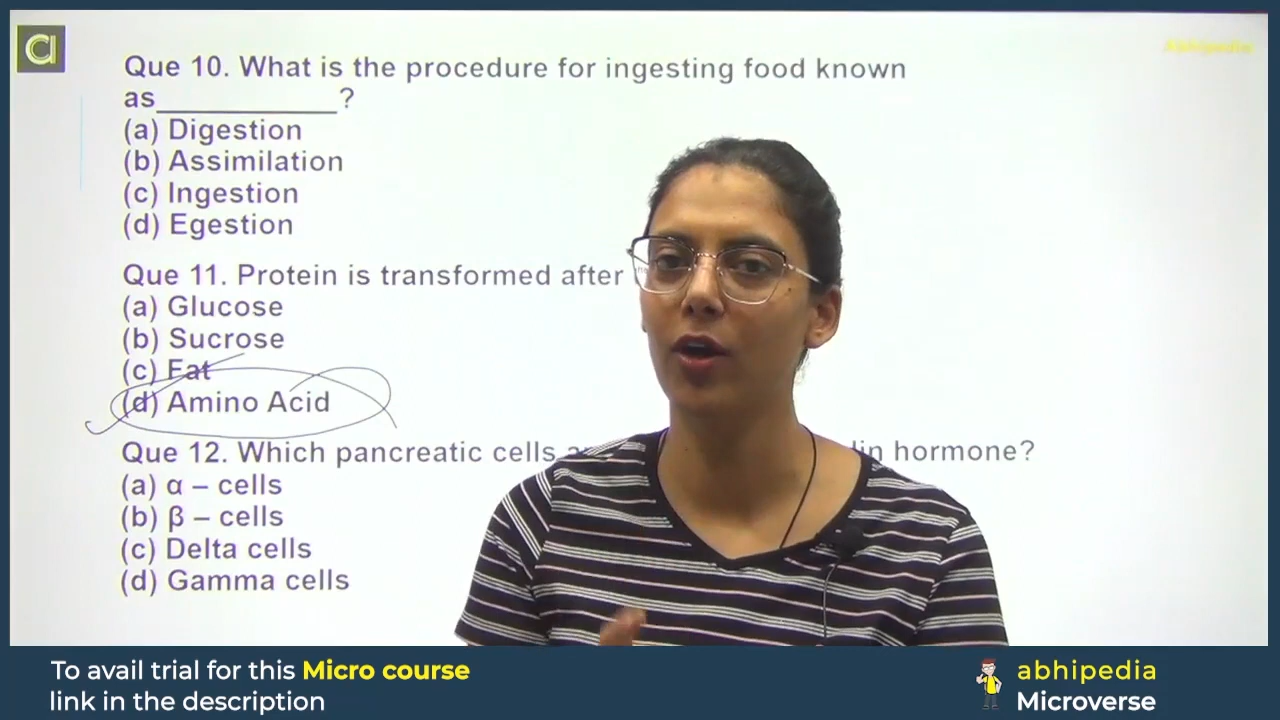 Abhipedia
Que 10. What is the procedure for ingesting food known
as____________?
(a) Digestion
(b) Assimilation
(c) Ingestion
(d) Egestion
Que 11. Protein is transformed after
(a) Glucose
(b) Sucrose
(c) Fat
(d) Amino Acid
Que 12. Which pancreatic cells hormone?
(a) α – cells
(b) β – cells
(c) Delta cells
(d) Gamma cells
To avail trial for this Micro course
link in the description
abhipedia
Microverse